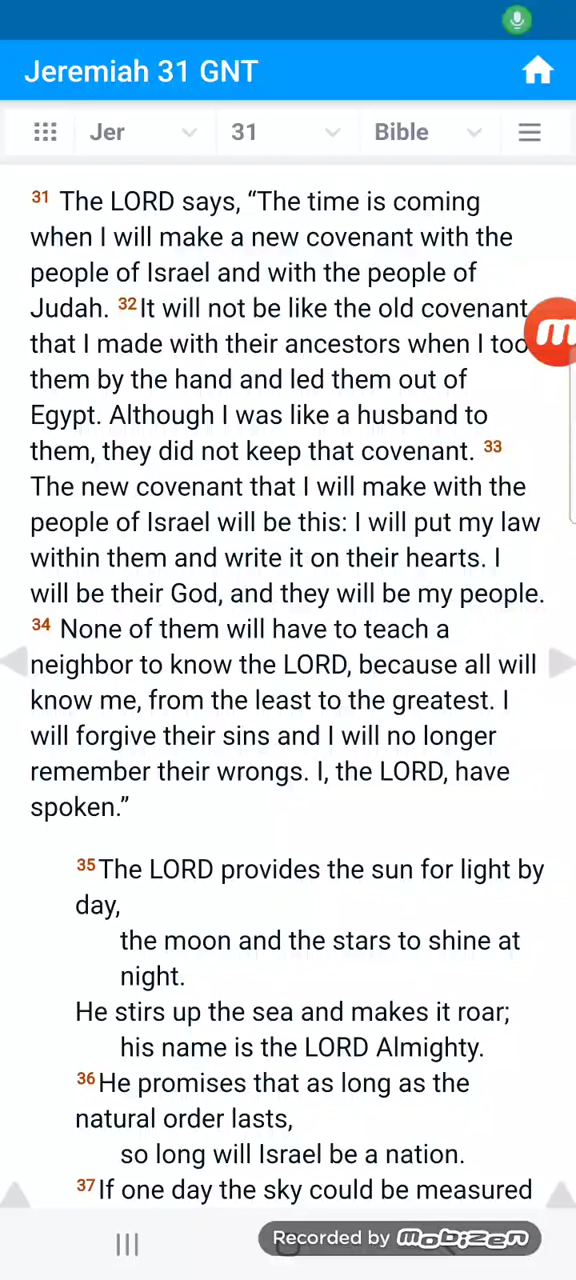 Jeremiah 31 GNT
Jer 31 Bible
31 The LORD says, “The time is coming
when I will make a new covenant with the
people of Israel and with the people of
Judah. 32 It will not be like the old covenant
that I made with their ancestors when I too
them by the hand and led them out of
Egypt. Although I was like a husband to
them, they did not keep that covenant. 33
The new covenant that I will make with the
people of Israel will be this: I will put my law
within them and write it on their hearts. I
will be their God, and they will be my people.
34 None of them will have to teach a
neighbor to know the LORD, because all will
know me, from the least to the greatest. I
will forgive their sins and I will no longer
remember their wrongs. I, the LORD, have
spoken.”
35 The LORD provides the sun for light by
day,
the moon and the stars to shine at
night.
He stirs up the sea and makes it roar;
his name is the LORD Almighty.
36 He promises that as long as the
natural order lasts,
so long will Israel be a nation.
37 If one day the sky could be measured
Recorded by mobizen